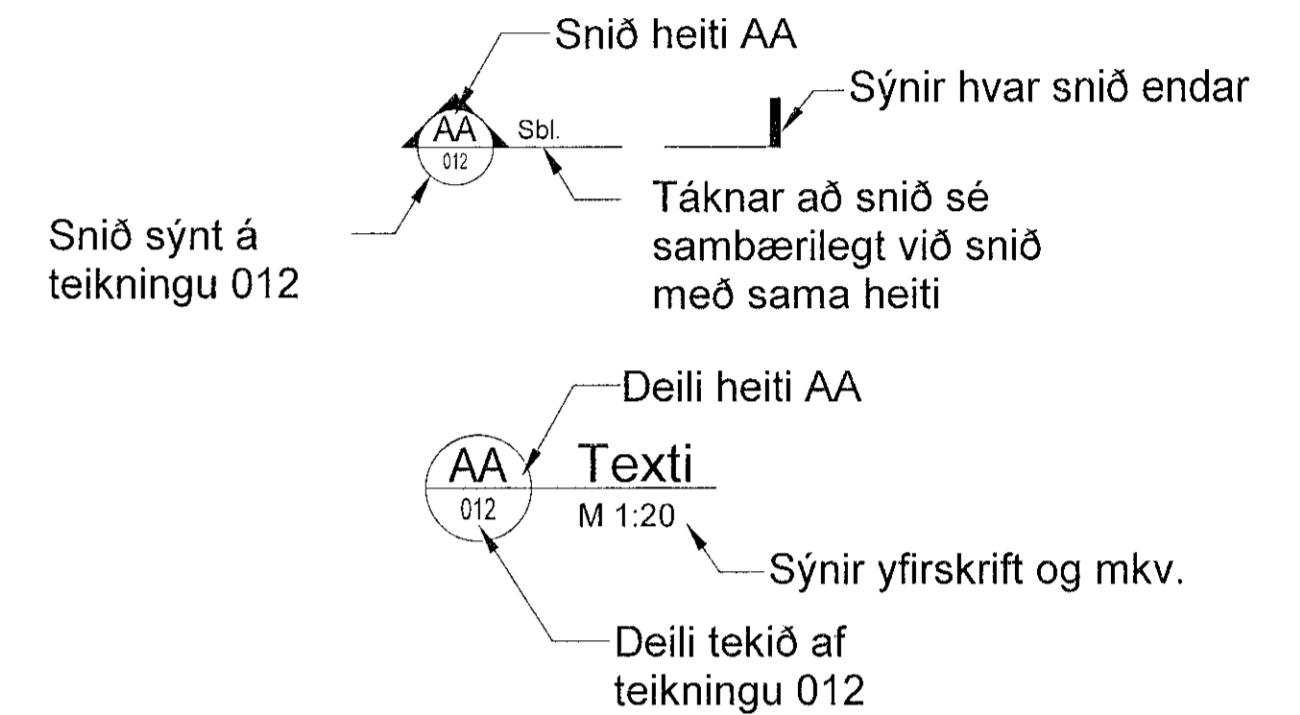 Snið heiti AA
Sýnir hvar snið endar
AA
Sbl.
012
Táknar að snið sé
sambærilegt við snið
með sama heiti
Snið sýnt á
teikningu 012
Deili heiti AA
AA
Texti
012
M 1:20
Sýnir yfirskrift og mkv.
Deili tekið af
teikningu 012